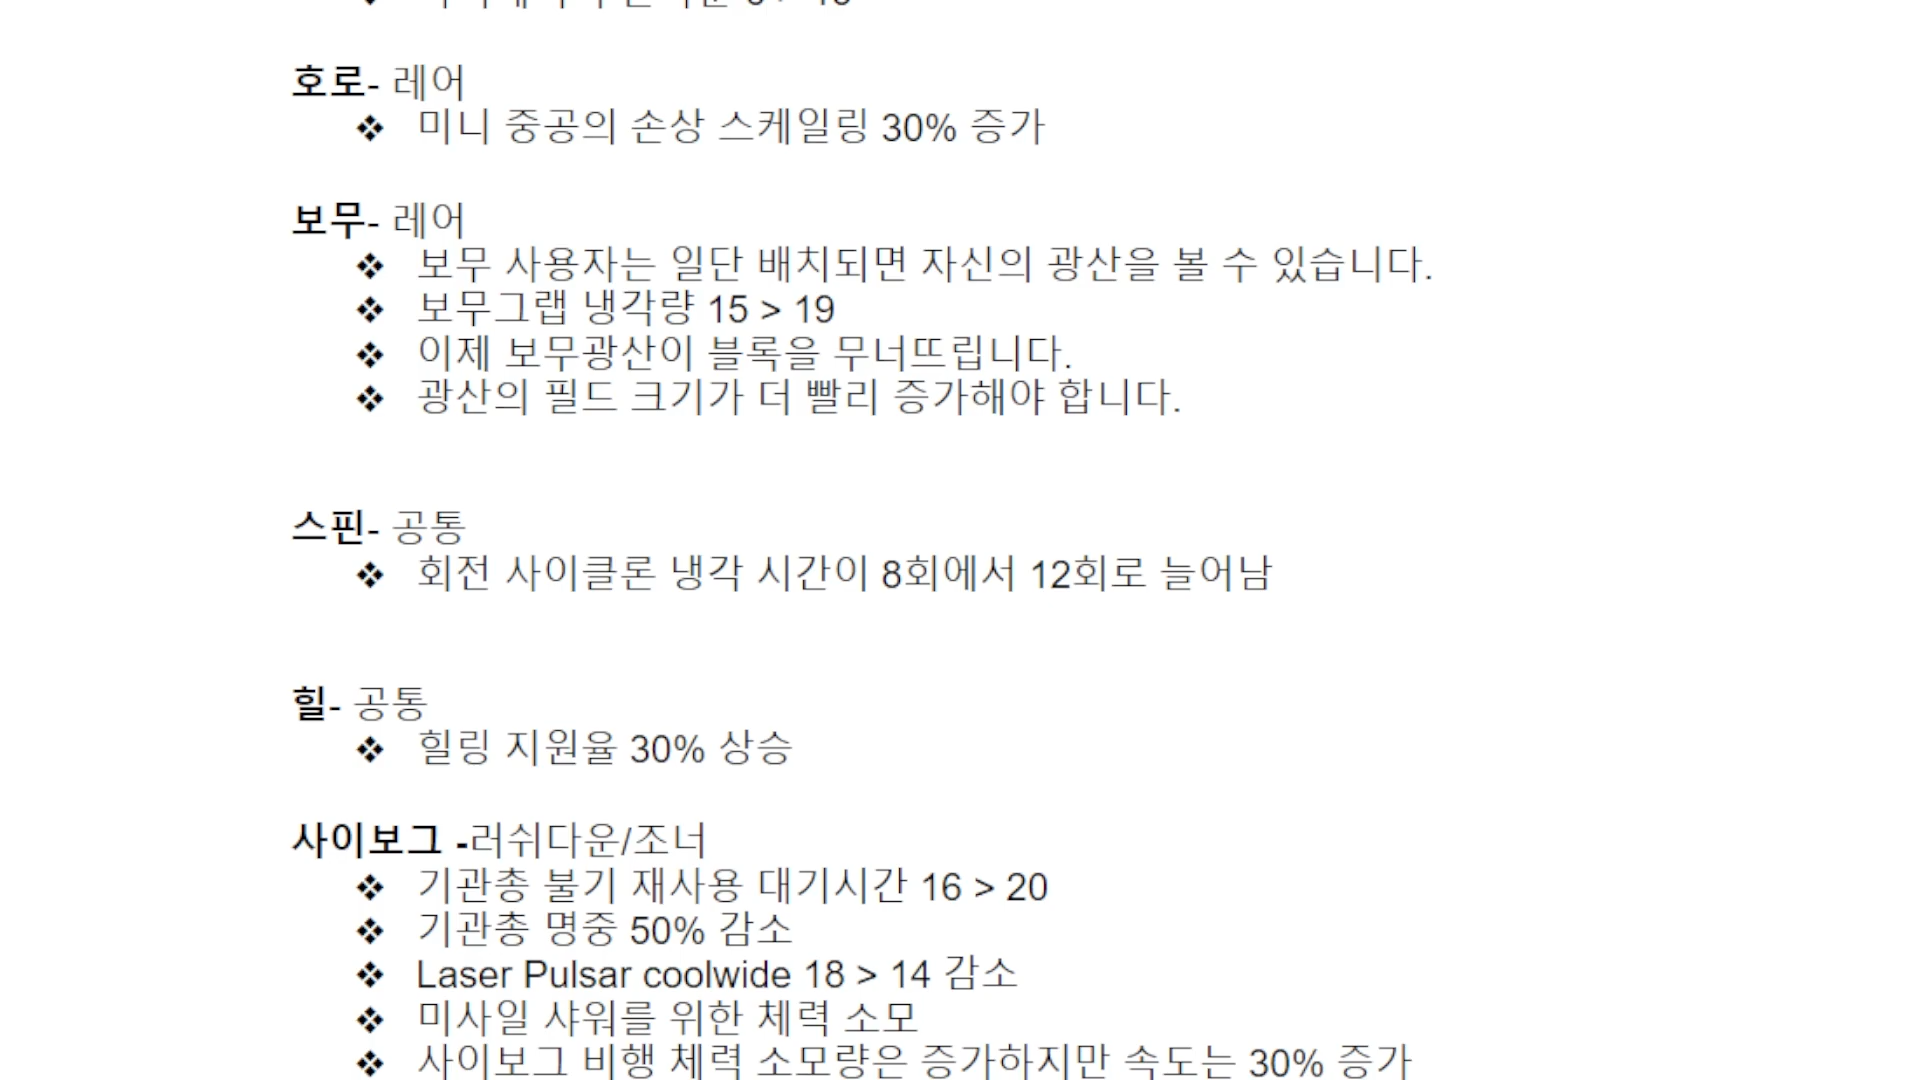 호로- 레어
❖ 미니 중공의 손상 스케일링 30% 증가
보무- 레어
❖ 보무 사용자는 일단 배치되면 자신의 광산을 볼 수 있습니다.
❖ 보무그랩 냉각량 15 > 19
❖ 이제 보무광산이 블록을 무너뜨립니다.
❖ 광산의 필드 크기가 더 빨리 증가해야 합니다.
스핀- 공통
❖ 회전 사이클론 냉각 시간이 8회에서 12회로 늘어남
힐- 공통
❖ 힐링 지원율 30% 상승
사이보그 -러쉬다운/조너
❖ 기관총 불기 재사용 대기시간 16 > 20
❖ 기관총 명중 50% 감소
❖ Laser Pulsar coolwide 18 > 14 감소
❖ 미사일 샤워를 위한 체력 소모
❖ 사이보그 비행 체력 소모량은 증가하지만 속도는 30% 증가